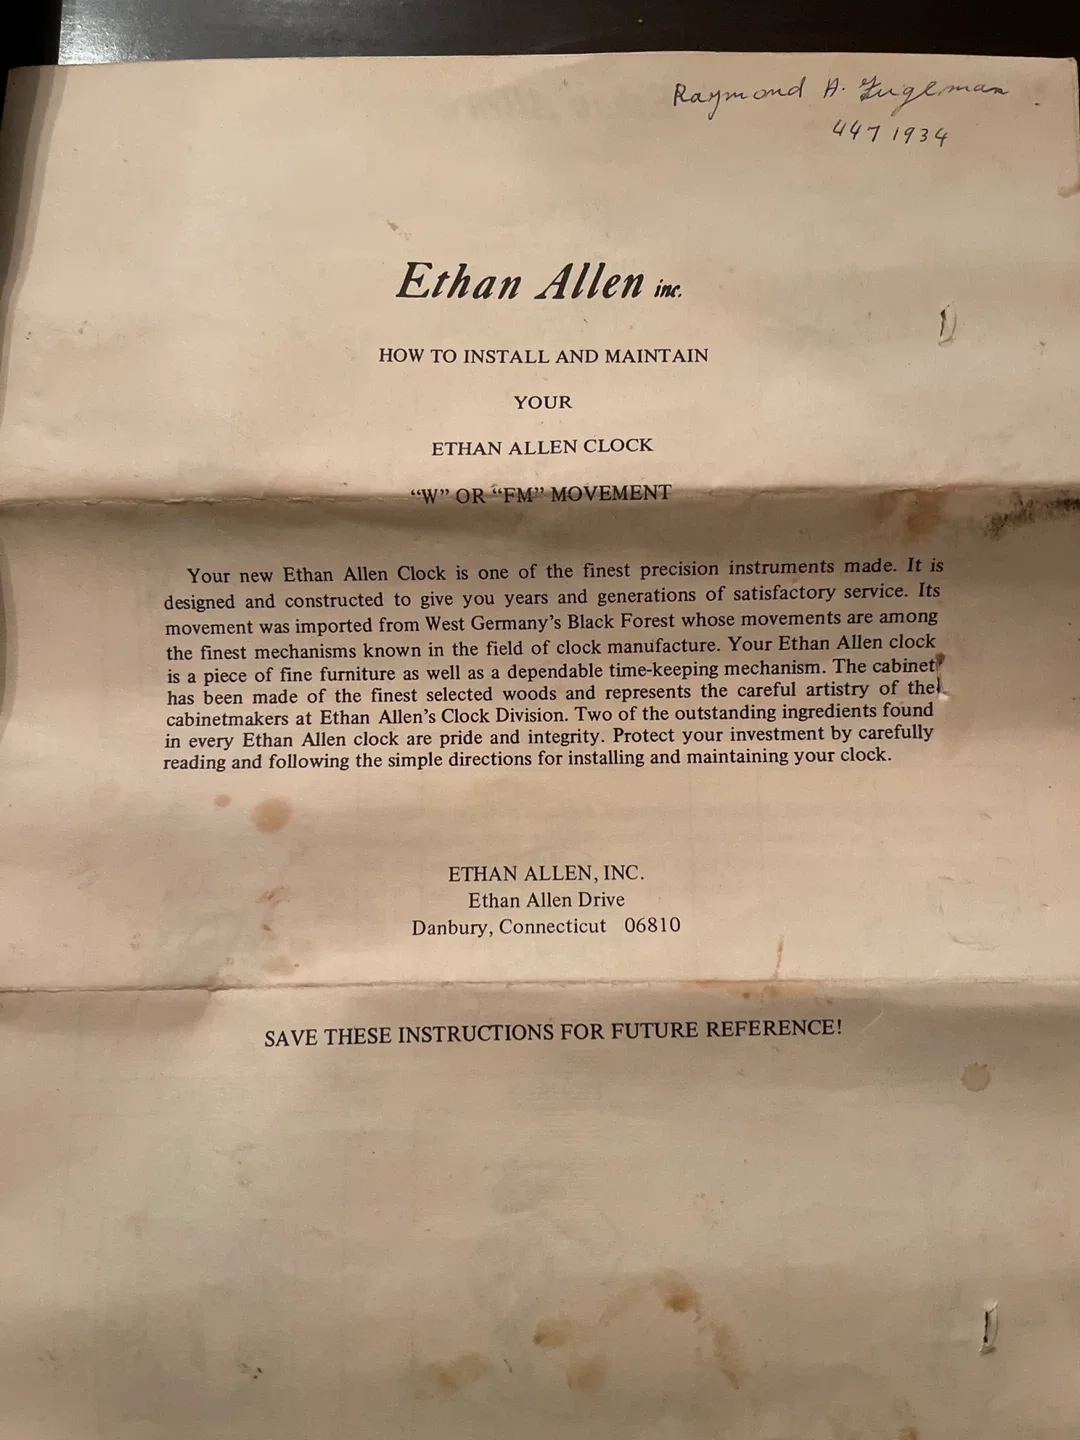 Raymond A. Fugleman
447 1934
Ethan Allen inc.
HOW TO INSTALL AND MAINTAIN
YOUR
ETHAN ALLEN CLOCK
“W” OR “FM” MOVEMENT
Your new Ethan Allen Clock is one of the finest precision instruments made. It is
designed and constructed to give you years and generations of satisfactory service. Its
movement was imported from West Germany’s Black Forest whose movements are among
the finest mechanisms known in the field of clock manufacture. Your Ethan Allen clock
is a piece of fine furniture as well as a dependable time-keeping mechanism. The cabinet
has been made of the finest selected woods and represents the careful artistry of the
cabinetmakers at Ethan Allen’s Clock Division. Two of the outstanding ingredients found
in every Ethan Allen clock are pride and integrity. Protect your investment by carefully
reading and following the simple directions for installing and maintaining your clock.
ETHAN ALLEN, INC.
Ethan Allen Drive
Danbury, Connecticut 06810
SAVE THESE INSTRUCTIONS FOR FUTURE REFERENCE!